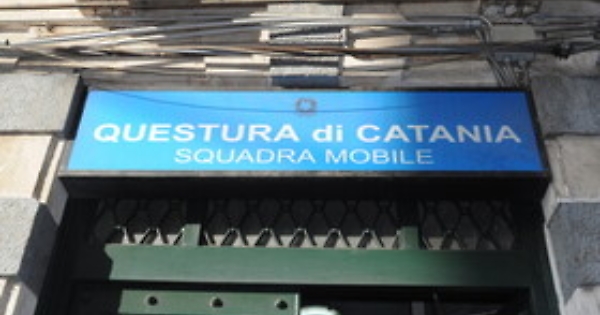 QUESTURA di CATANIA
SQUADRA MOBILE